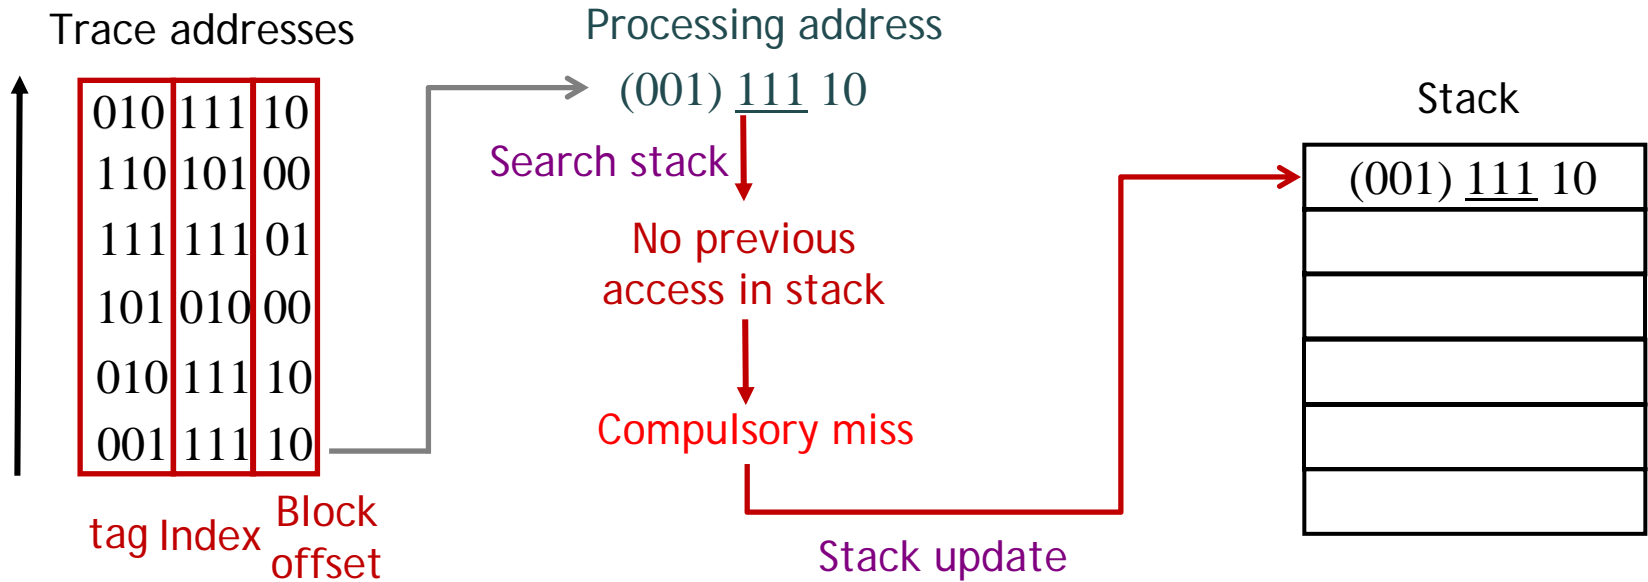 Trace addresses
010 111 10
110 101 00
111 111 01
101 010 00
010 111 10
001 111 10
tag Index Block
offset
Processing address
(001) 111 10
Search stack
No previous
access in stack
Compulsory miss
Stack update
Stack
(001) 111 10